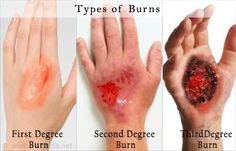 Types of Burns
First Degree
Burn
Second Degree
Burn
ThirdDegree
Burn